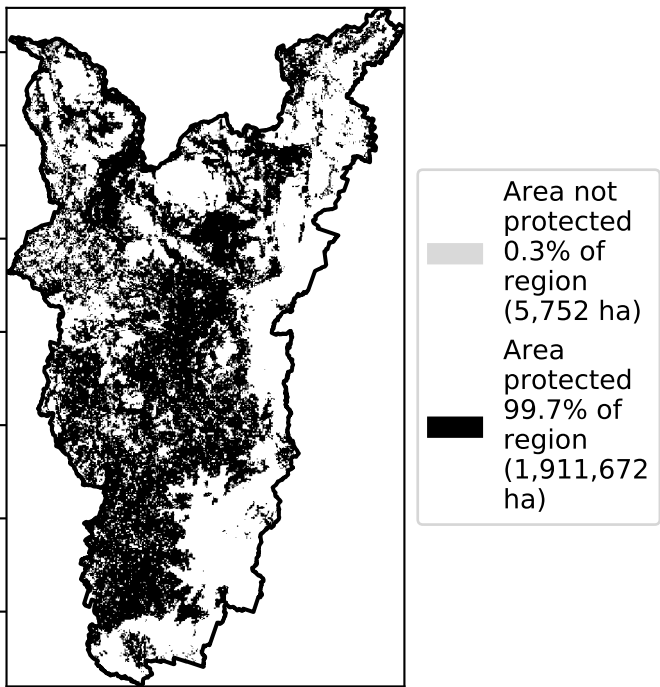 Area not
protected
0.3% of
region
(5,752 ha)
Area
protected
99.7% of
region
(1,911,672
ha)